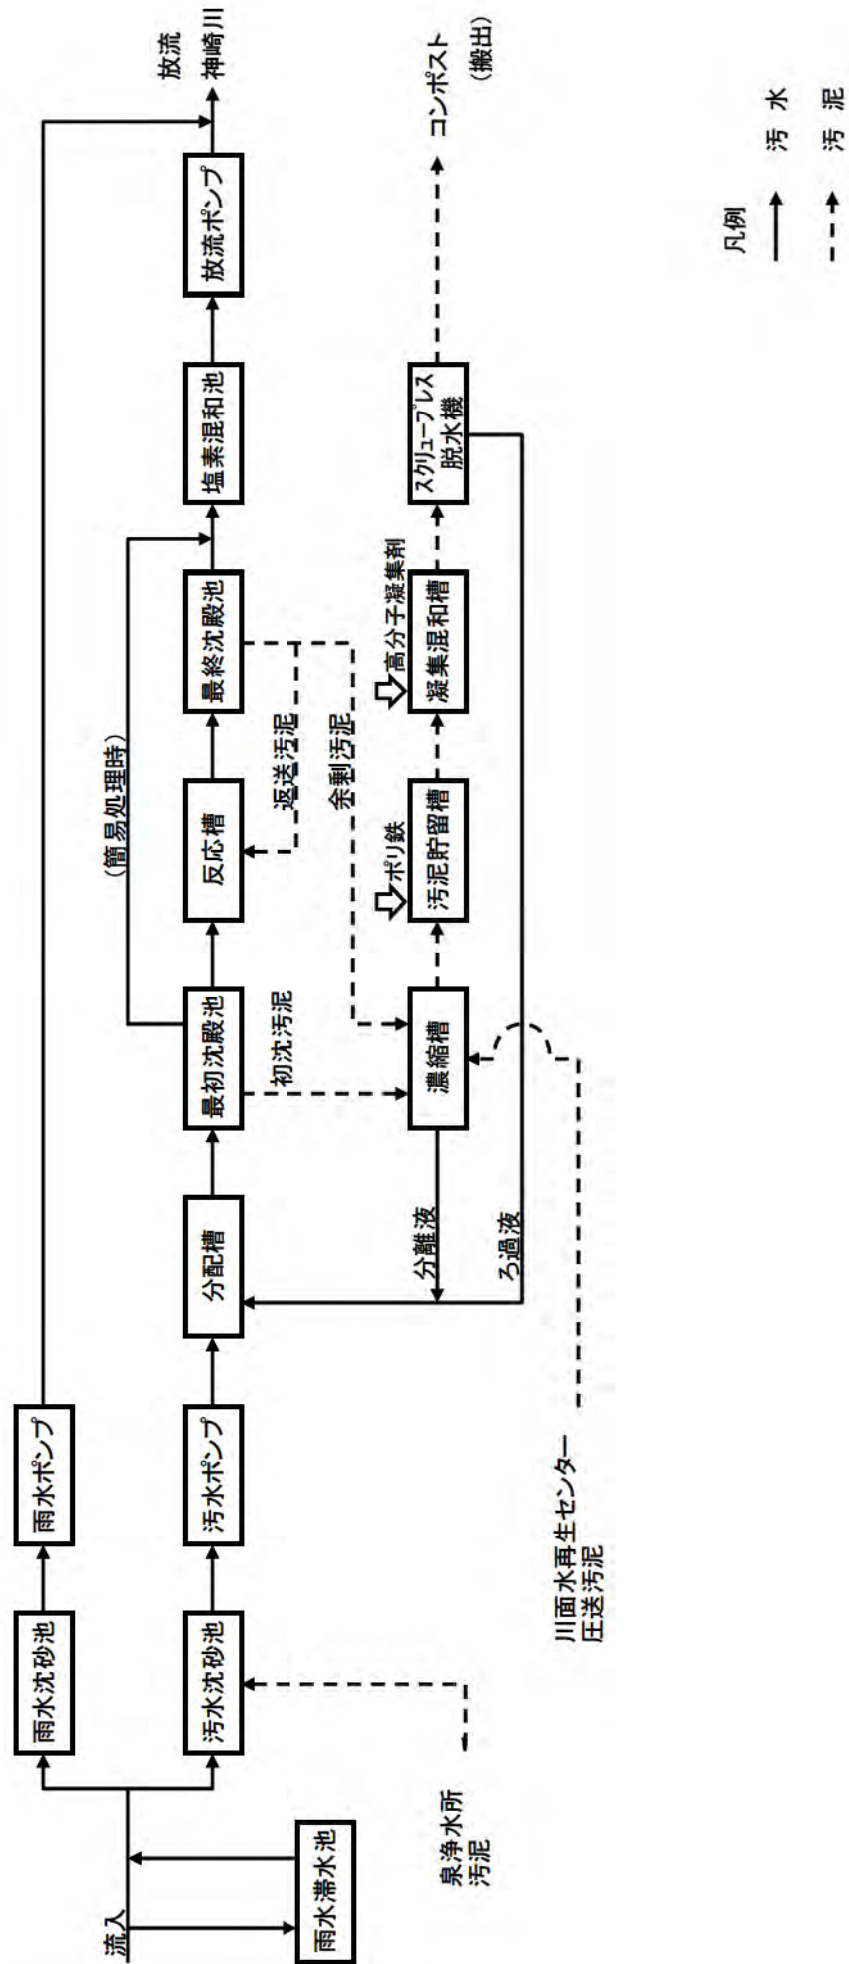 流入
雨水滞水池
雨水沈砂池
雨水ポンプ
汚水沈砂池
汚水ポンプ
分配槽
最初沈殿池
反応槽
最終沈殿池
塩素混和池
放流ポンプ
放流
神崎川
(簡易処理時)
初沈汚泥
返送汚泥
余剰汚泥
濃縮槽
汚泥貯留槽
凝集混和槽
スクリュープレス
脱水機
コンポスト
(搬出)
ポリ鉄
高分子凝集剤
分離液
ろ過液
泉浄水所
汚泥
川面水再生センター
圧送汚泥
凡例
汚 水
汚 泥